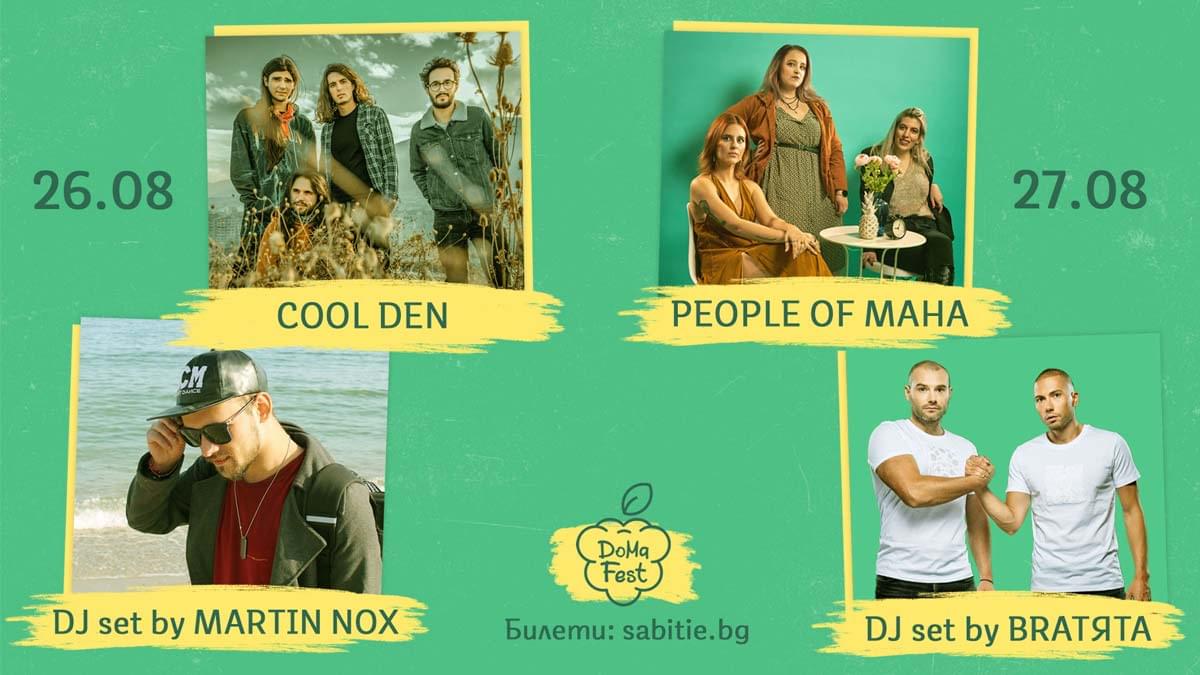 26.08
COOL DEN
PEOPLE OF MAHA
27.08
CM
DANCE
DJ set by MARTIN NOX
DoMa
Fest
Билети: sabitie.bg
DJ set by BRATЯTA